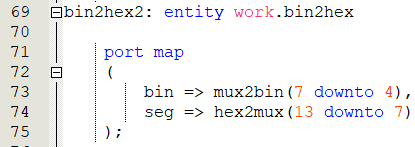 69 bin2hex2: entity work.bin2hex
70
71 port map
72 (
73 bin => mux2bin(7 downto 4),
74 seg => hex2mux(13 downto 7)
75 );